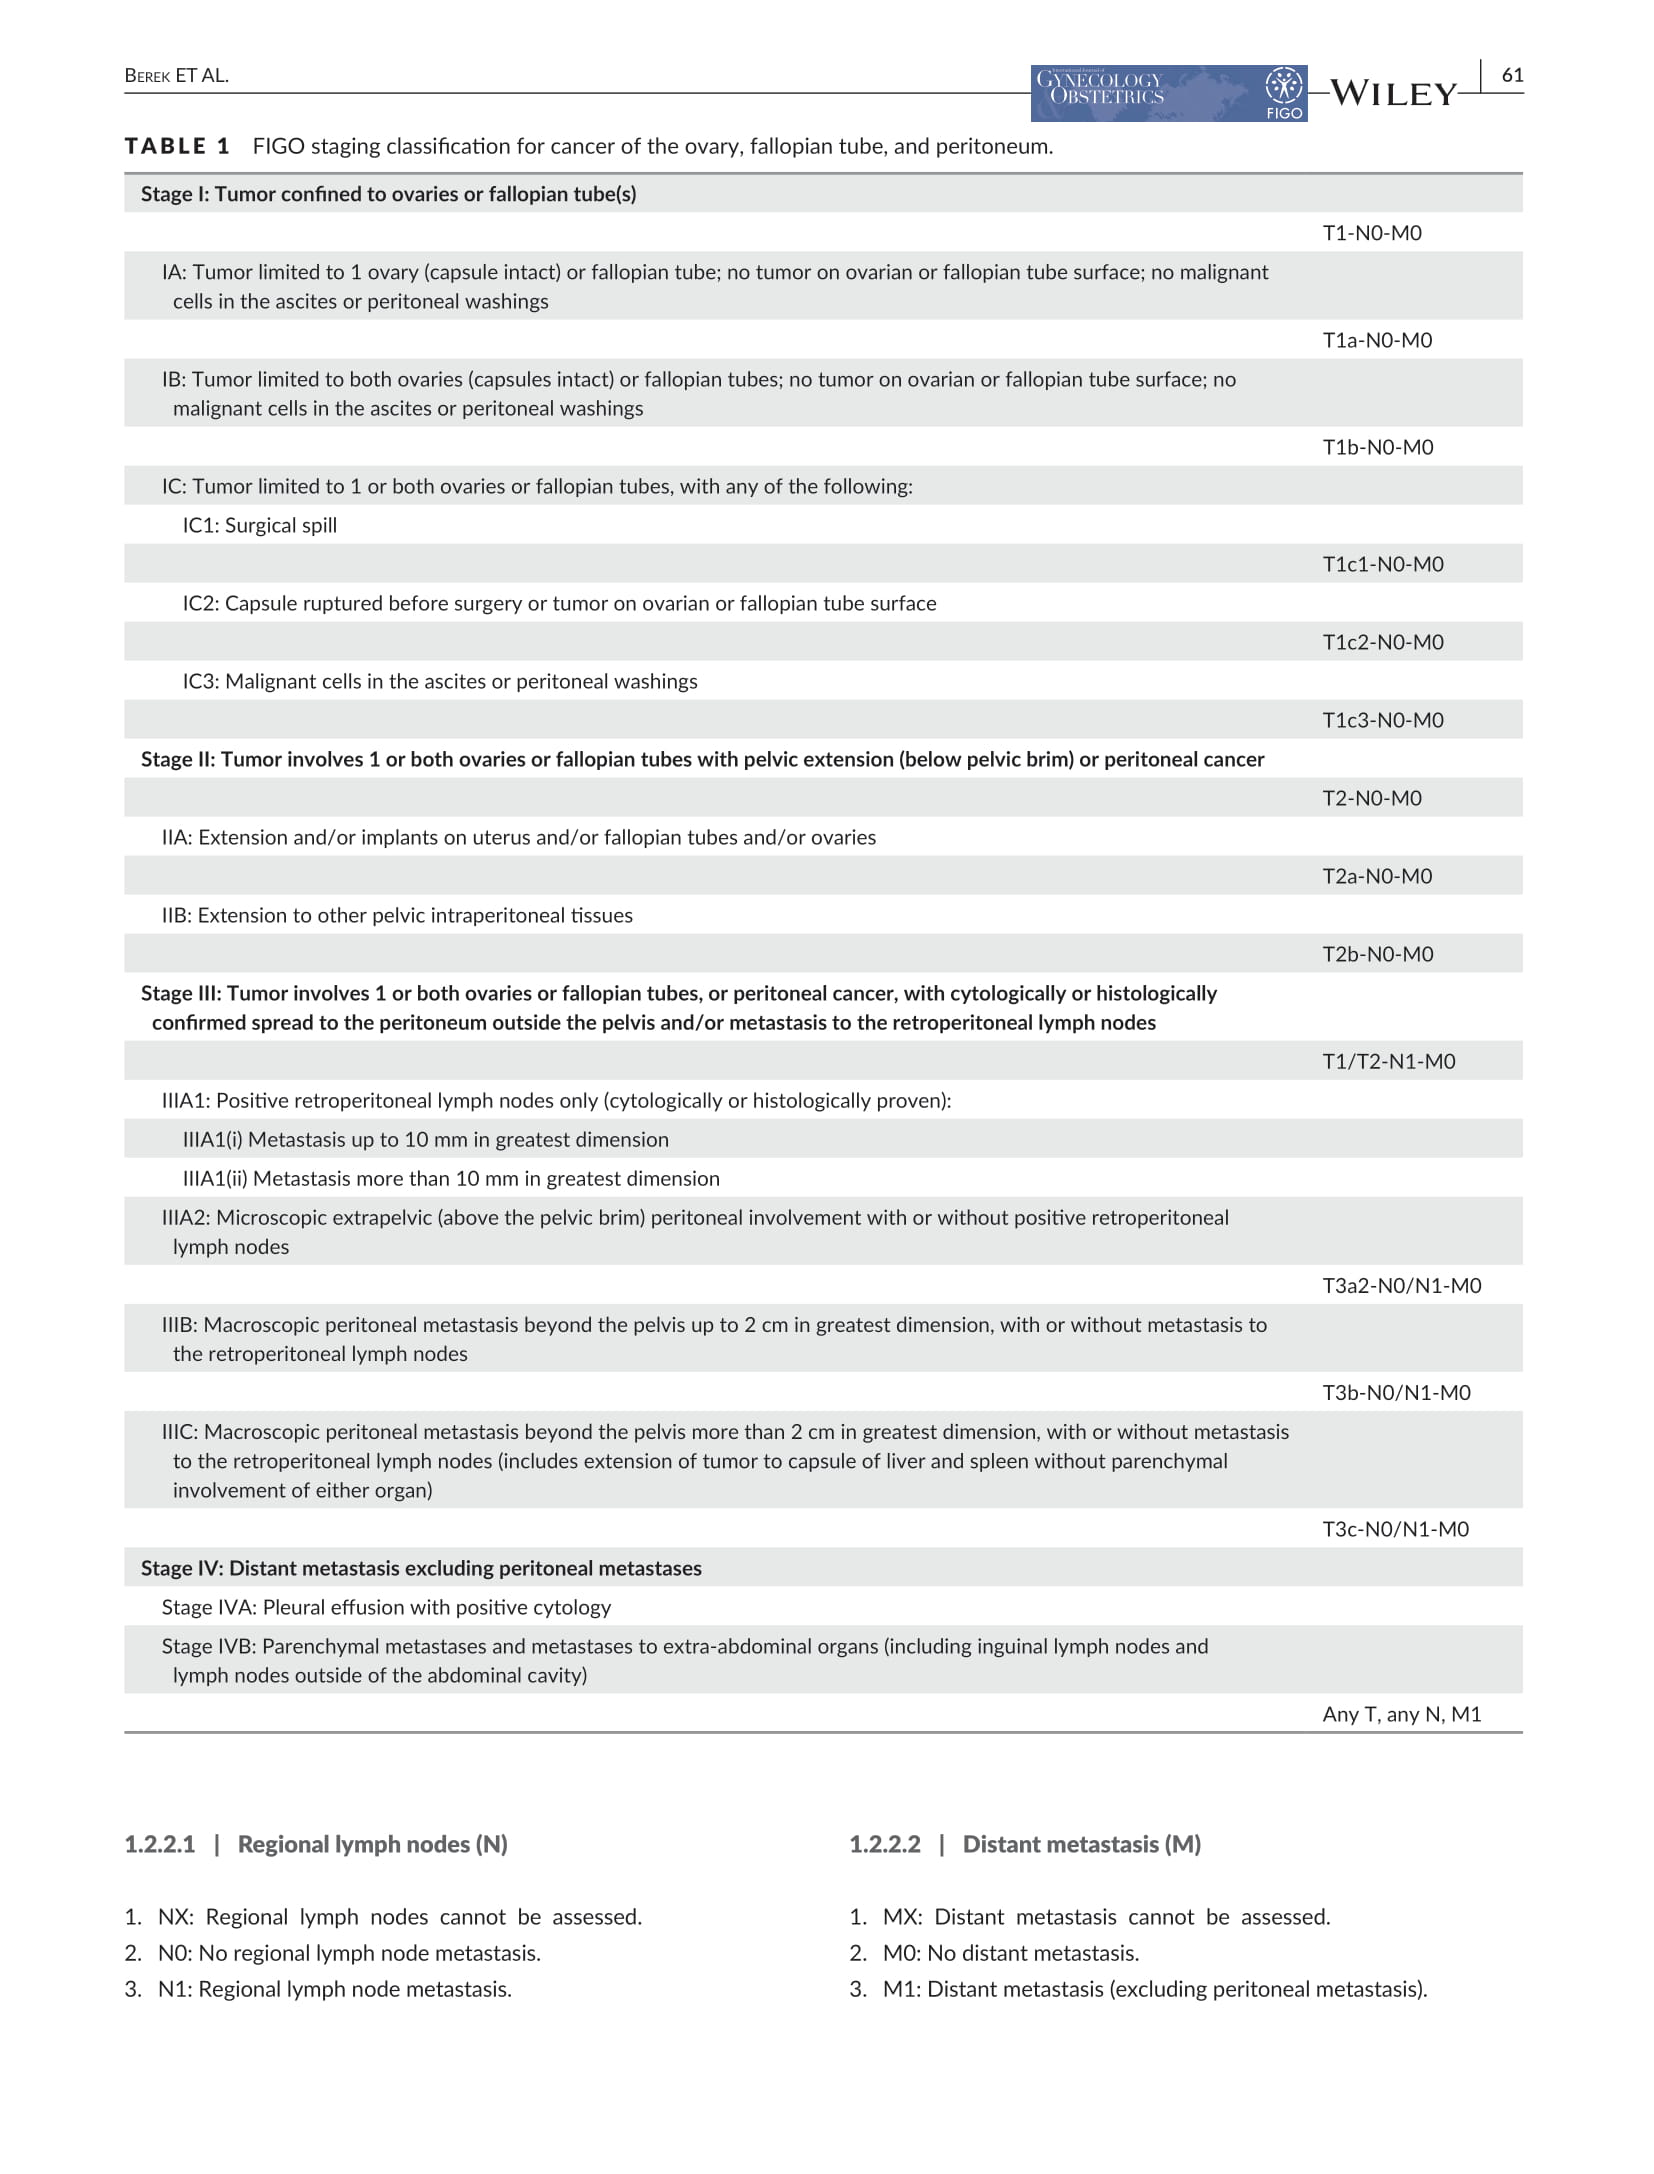 BEREK ET AL.
International Journal of
GYNECOLOGY
& OBSTETRICS
FIGO
WILEY
61
TABLE 1 FIGO staging classification for cancer of the ovary, fallopian tube, and peritoneum.
Stage I: Tumor confined to ovaries or fallopian tube(s)
T1-N0-M0
IA: Tumor limited to 1 ovary (capsule intact) or fallopian tube; no tumor on ovarian or fallopian tube surface; no malignant
cells in the ascites or peritoneal washings
T1a-N0-M0
IB: Tumor limited to both ovaries (capsules intact) or fallopian tubes; no tumor on ovarian or fallopian tube surface; no
malignant cells in the ascites or peritoneal washings
T1b-N0-M0
IC: Tumor limited to 1 or both ovaries or fallopian tubes, with any of the following:
IC1: Surgical spill
T1c1-N0-M0
IC2: Capsule ruptured before surgery or tumor on ovarian or fallopian tube surface
T1c2-N0-M0
IC3: Malignant cells in the ascites or peritoneal washings
T1c3-N0-M0
Stage II: Tumor involves 1 or both ovaries or fallopian tubes with pelvic extension (below pelvic brim) or peritoneal cancer
T2-N0-M0
IIA: Extension and/or implants on uterus and/or fallopian tubes and/or ovaries
T2a-N0-M0
IIB: Extension to other pelvic intraperitoneal tissues
T2b-N0-M0
Stage III: Tumor involves 1 or both ovaries or fallopian tubes, or peritoneal cancer, with cytologically or histologically
confirmed spread to the peritoneum outside the pelvis and/or metastasis to the retroperitoneal lymph nodes
T1/T2-N1-M0
IIIA1: Positive retroperitoneal lymph nodes only (cytologically or histologically proven):
IIIA1(i) Metastasis up to 10 mm in greatest dimension
IIIA1(ii) Metastasis more than 10 mm in greatest dimension
IIIA2: Microscopic extrapelvic (above the pelvic brim) peritoneal involvement with or without positive retroperitoneal
lymph nodes
T3a2-N0/N1-M0
IIIB: Macroscopic peritoneal metastasis beyond the pelvis up to 2 cm in greatest dimension, with or without metastasis to
the retroperitoneal lymph nodes
T3b-N0/N1-M0
IIIC: Macroscopic peritoneal metastasis beyond the pelvis more than 2 cm in greatest dimension, with or without metastasis
to the retroperitoneal lymph nodes (includes extension of tumor to capsule of liver and spleen without parenchymal
involvement of either organ)
T3c-N0/N1-M0
Stage IV: Distant metastasis excluding peritoneal metastases
Stage IVA: Pleural effusion with positive cytology
Stage IVB: Parenchymal metastases and metastases to extra-abdominal organs (including inguinal lymph nodes and
lymph nodes outside of the abdominal cavity)
Any T, any N, M1
1.2.2.1 | Regional lymph nodes (N)
1. NX: Regional lymph nodes cannot be assessed.
2. N0: No regional lymph node metastasis.
3. N1: Regional lymph node metastasis.
1.2.2.2 | Distant metastasis (M)
1. MX: Distant metastasis cannot be assessed.
2. M0: No distant metastasis.
3. M1: Distant metastasis (excluding peritoneal metastasis).